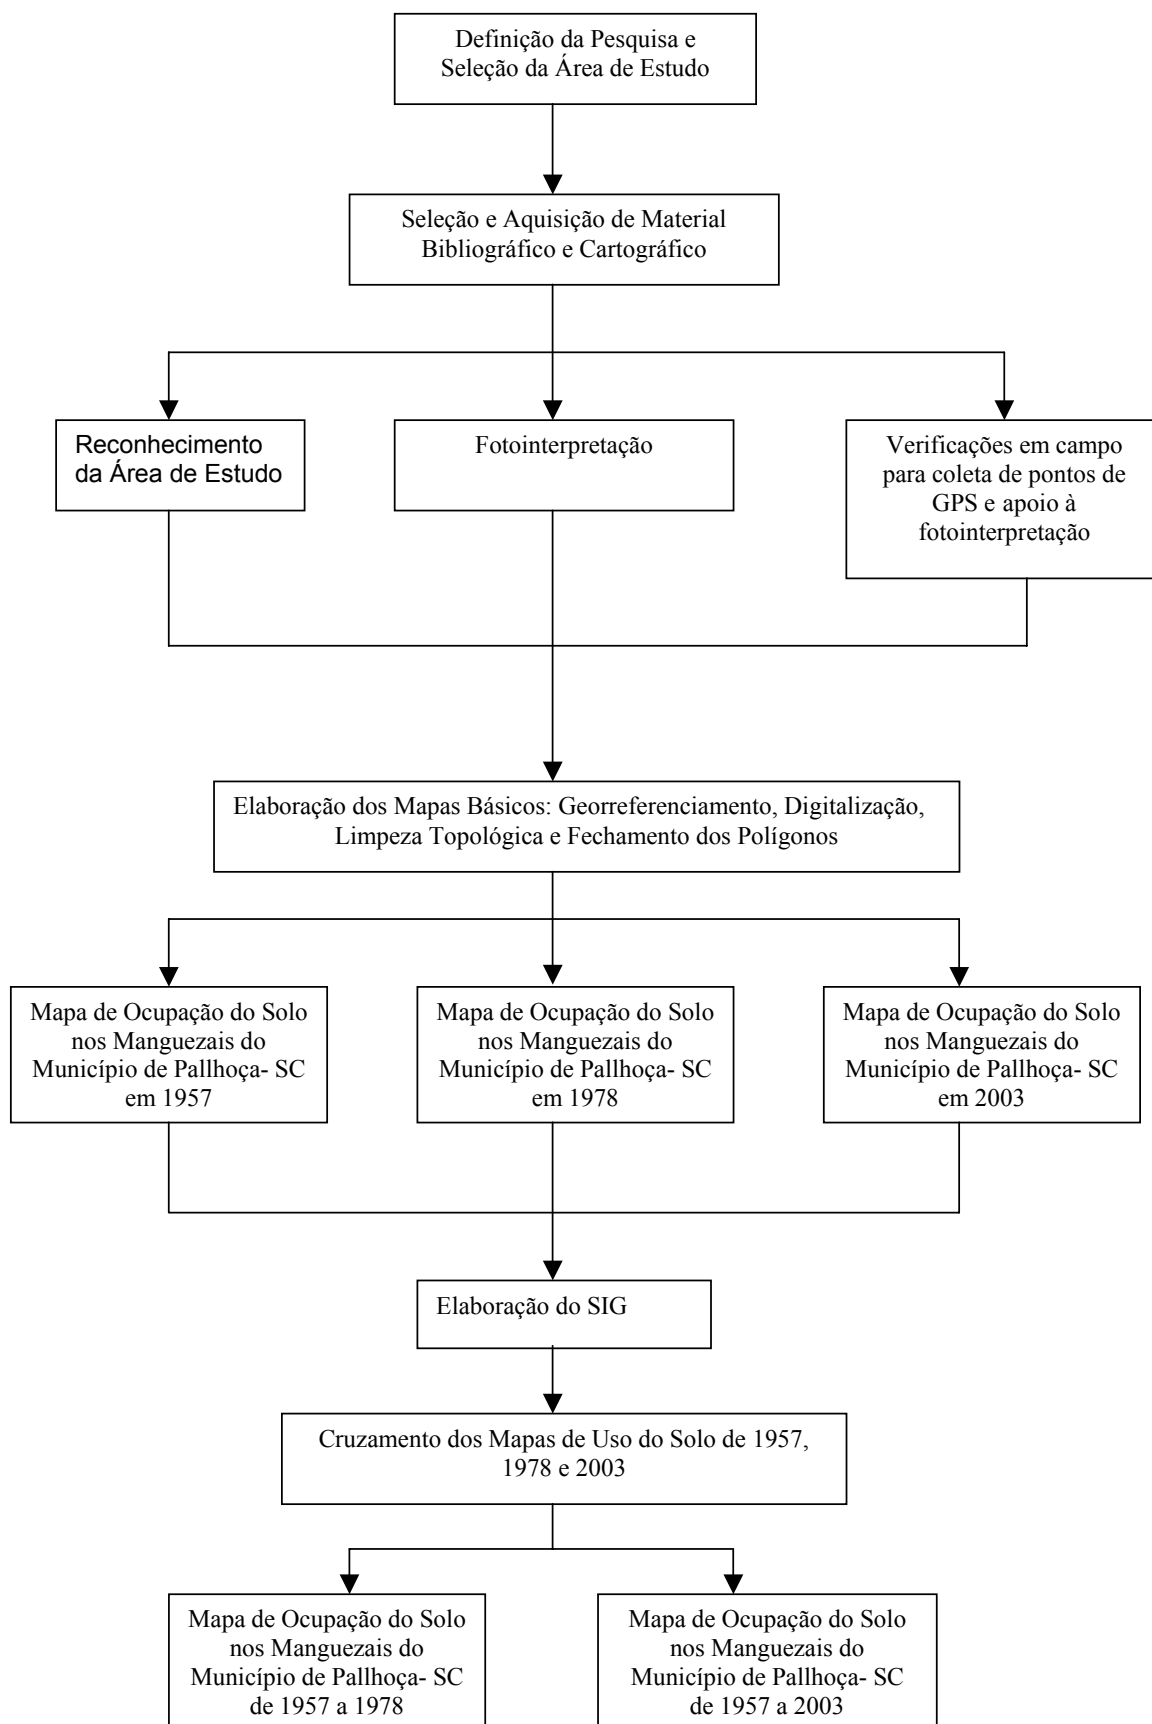 Definição da Pesquisa e
Seleção da Área de Estudo
Seleção e Aquisição de Material
Bibliográfico e Cartográfico
Reconhecimento
da Área de Estudo
Fotointerpretação
Verificações em campo
para coleta de pontos de
GPS e apoio à
fotointerpretação
Elaboração dos Mapas Básicos: Georreferenciamento, Digitalização,
Limpeza Topológica e Fechamento dos Polígonos
Mapa de Ocupação do Solo
nos Manguezais do
Município de Pallhoça- SC
em 1957
Mapa de Ocupação do Solo
nos Manguezais do
Município de Pallhoça- SC
em 1978
Mapa de Ocupação do Solo
nos Manguezais do
Município de Pallhoça- SC
em 2003
Elaboração do SIG
Cruzamento dos Mapas de Uso do Solo de 1957,
1978 e 2003
Mapa de Ocupação do Solo
nos Manguezais do
Município de Pallhoça- SC
de 1957 a 1978
Mapa de Ocupação do Solo
nos Manguezais do
Município de Pallhoça- SC
de 1957 a 2003